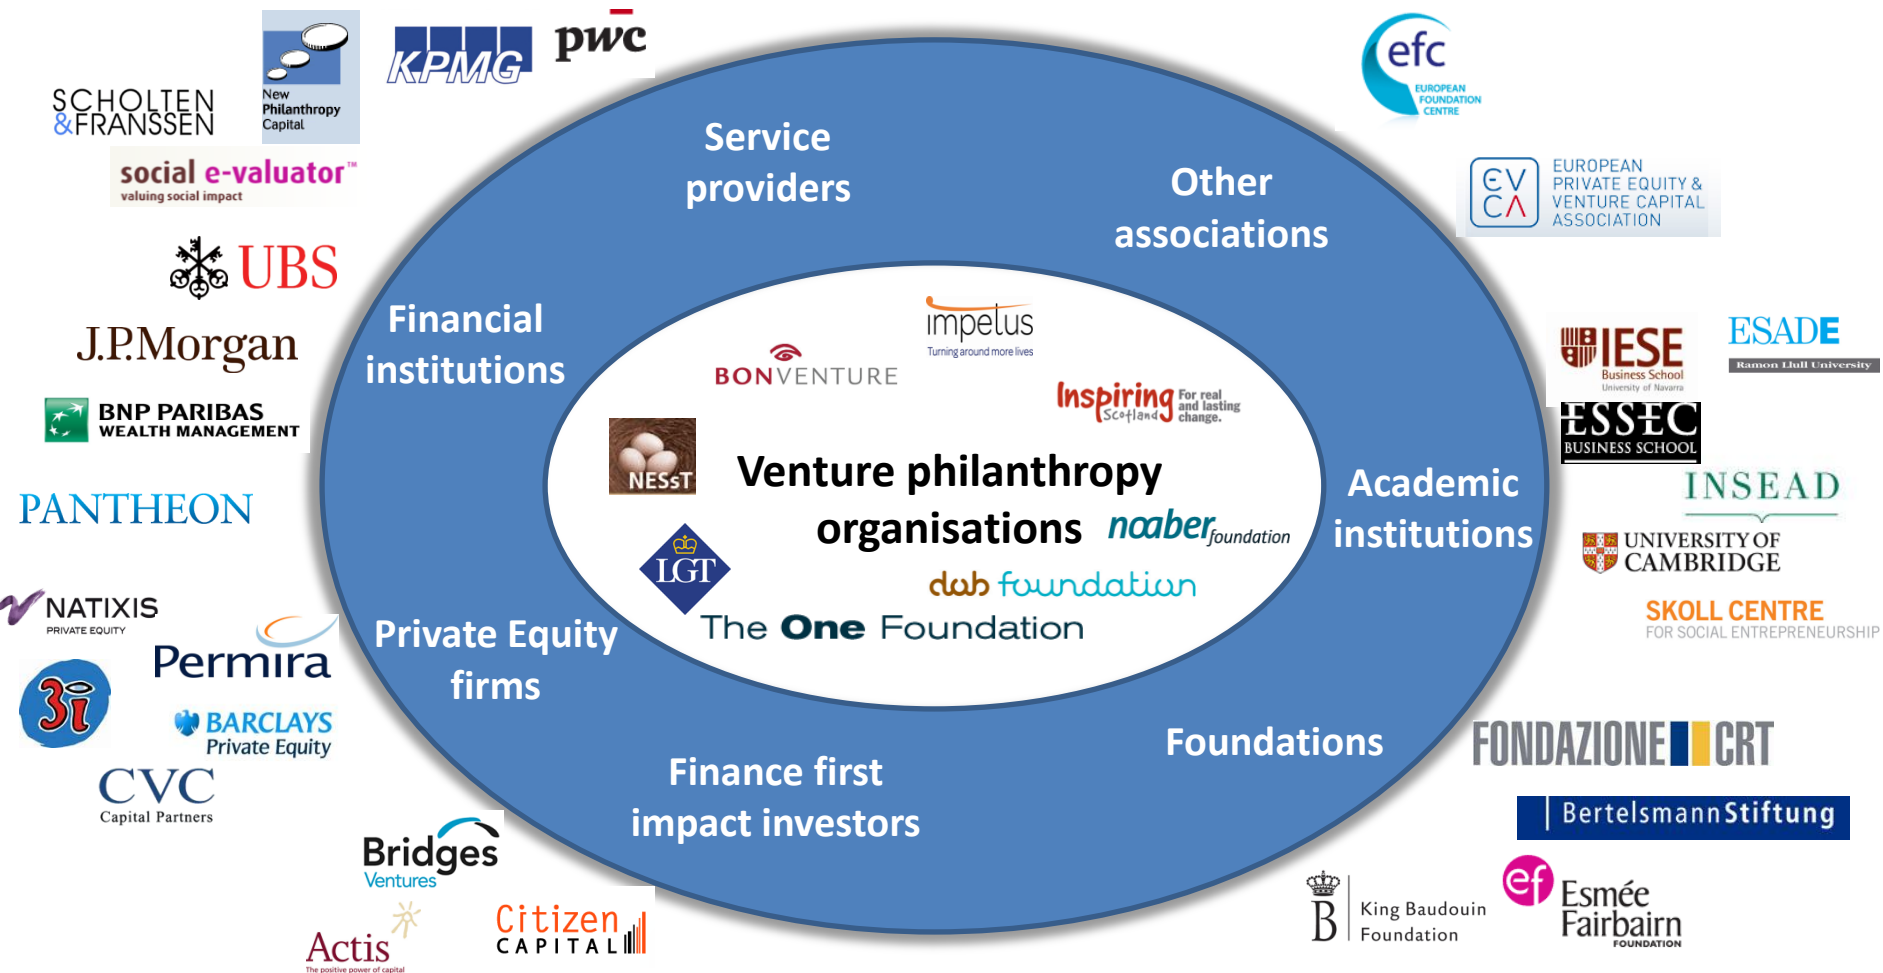 SCHOLTEN
&FRANSSEN
New
Philanthropy
Capital
KPMG
pwc
social e-valuator™
valuing social impact
efc
EUROPEAN
FOUNDATION
CENTRE
EVCA
EUROPEAN
PRIVATE EQUITY &
VENTURE CAPITAL
ASSOCIATION
Service
providers
Other
associations
UBS
J.P.Morgan
BNP PARIBAS
WEALTH MANAGEMENT
PANTHEON
Financial
institutions
impetus
Turning around more lives
BONVENTURE
Inspiring
Scotland
For real
and lasting
change.
NESsT
Venture philanthropy
organisations
noaber foundation
LGT
dob foundation
The One Foundation
IESE
Business School
University of Navarra
ESADE
Ramon Llull University
ESSEC
BUSINESS SCHOOL
INSEAD
UNIVERSITY OF
CAMBRIDGE
SKOLL CENTRE
FOR SOCIAL ENTREPRENEURSHIP
Academic
institutions
NATIXIS
PRIVATE EQUITY
Permira
3i
BARCLAYS
Private Equity
CVC
Capital Partners
Private Equity
firms
Finance first
impact investors
Foundations
Bridges
Ventures
Actis
The positive power of capital
Citizen
CAPITAL
FONDAZIONE CRT
BertelsmannStiftung
B
King Baudouin
Foundation
ef
Esmée
Fairbairn
FOUNDATION